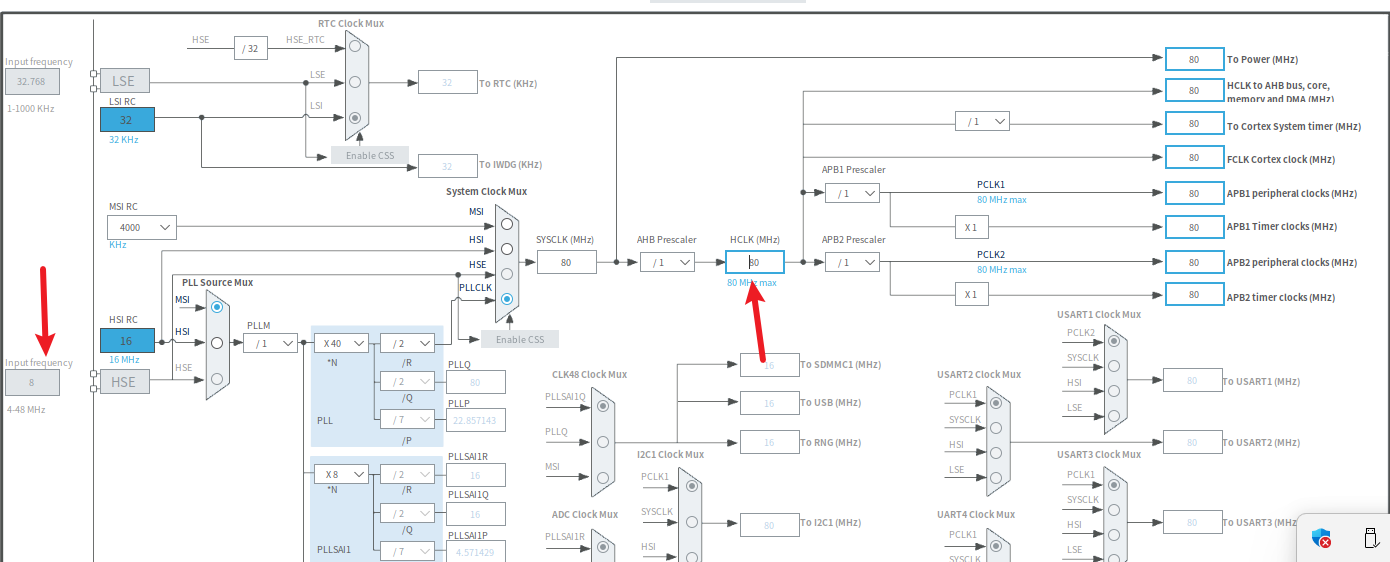 RTC Clock Mux
HSE
/ 32
HSE_RTC
Input frequency
32.768
1-1000 KHz
LSE
LSE
32
To RTC (KHz)
LSI RC
32
32 KHz
LSI
Enable CSS
32
To IWDG (KHz)
80
To Power (MHz)
80
HCLK to AHB bus, core,
memory and DMA (MHz)
/ 1
80
To Cortex System timer (MHz)
80
FCLK Cortex clock (MHz)
System Clock Mux
MSI RC
4000
KHz
MSI
HSI
HSE
PLLCLK
SYSCLK (MHz)
80
AHB Prescaler
/ 1
HCLK (MHz)
80
80 MHz max
APB1 Prescaler
/ 1
PCLK1
80 MHz max
80
APB1 peripheral clocks (MHz)
X 1
80
APB1 Timer clocks (MHz)
APB2 Prescaler
/ 1
PCLK2
80 MHz max
80
APB2 peripheral clocks (MHz)
X 1
80
APB2 timer clocks (MHz)
Enable CSS
PLL Source Mux
MSI
HSI RC
16
16 MHz
HSI
HSE
Input frequency
8
4-48 MHz
HSE
PLLM
/ 1
X 40
*N
/ 2
/R
/ 2
/Q
/ 7
/P
PLL
PLLQ
80
PLLP
22.857143
X 8
*N
/ 2
/R
/ 2
/Q
/ 7
PLLSAI1
PLLSAI1R
16
PLLSAI1Q
16
PLLSAI1P
4.571429
CLK48 Clock Mux
PLLSAI1Q
PLLQ
MSI
16
To SDMMC1 (MHz)
16
To USB (MHz)
16
To RNG (MHz)
ADC Clock Mux
PLLSAI1R
I2C1 Clock Mux
PCLK1
SYSCLK
HSI
80
To I2C1 (MHz)
USART1 Clock Mux
PCLK2
SYSCLK
HSI
LSE
80
To USART1 (MHz)
USART2 Clock Mux
PCLK1
SYSCLK
HSI
LSE
80
To USART2 (MHz)
USART3 Clock Mux
PCLK1
SYSCLK
HSI
LSE
80
To USART3 (MHz)
UART4 Clock Mux
PCLK1
SYSCLK